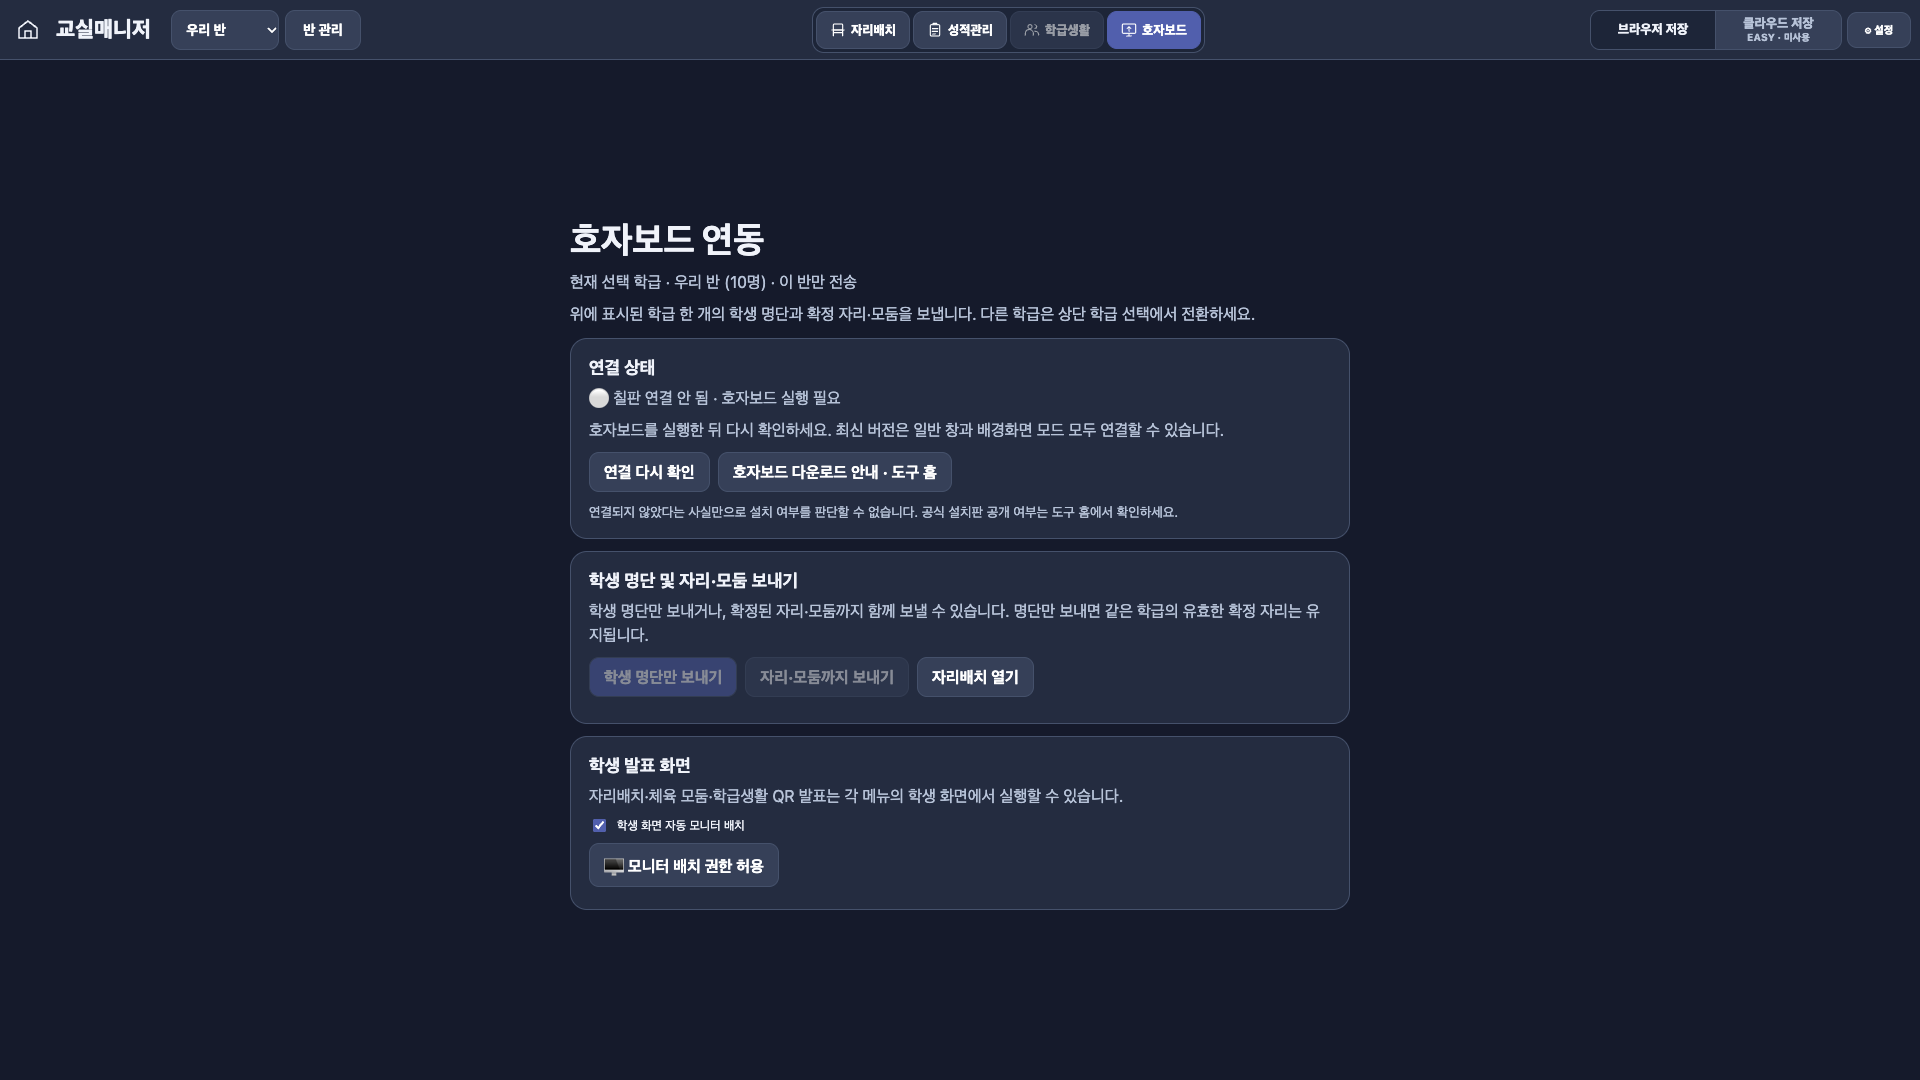 교실매니저
우리 반
반 관리
자리배치
성적관리
학급생활
호자보드
브라우저 저장
클라우드 저장
EASY · 미사용
설정
호자보드 연동
현재 선택 학급 · 우리 반 (10명) · 이 반만 전송
위에 표시된 학급 한 개의 학생 명단과 확정 자리·모둠을 보냅니다. 다른 학급은 상단 학급 선택에서 전환하세요.
연결 상태
칠판 연결 안 됨 · 호자보드 실행 필요
호자보드를 실행한 뒤 다시 확인하세요. 최신 버전은 일반 창과 배경화면 모드 모두 연결할 수 있습니다.
연결 다시 확인
호자보드 다운로드 안내 · 도구 홈
연결되지 않았다는 사실만으로 설치 여부를 판단할 수 없습니다. 공식 설치판 공개 여부는 도구 홈에서 확인하세요.
학생 명단 및 자리·모둠 보내기
학생 명단만 보내거나, 확정된 자리·모둠까지 함께 보낼 수 있습니다. 명단만 보내면 같은 학급의 유효한 확정 자리는 유
지됩니다.
학생 명단만 보내기
자리·모둠까지 보내기
자리배치 열기
학생 발표 화면
자리배치·체육 모둠·학급생활 QR 발표는 각 메뉴의 학생 화면에서 실행할 수 있습니다.
학생 화면 자동 모니터 배치
모니터 배치 권한 허용